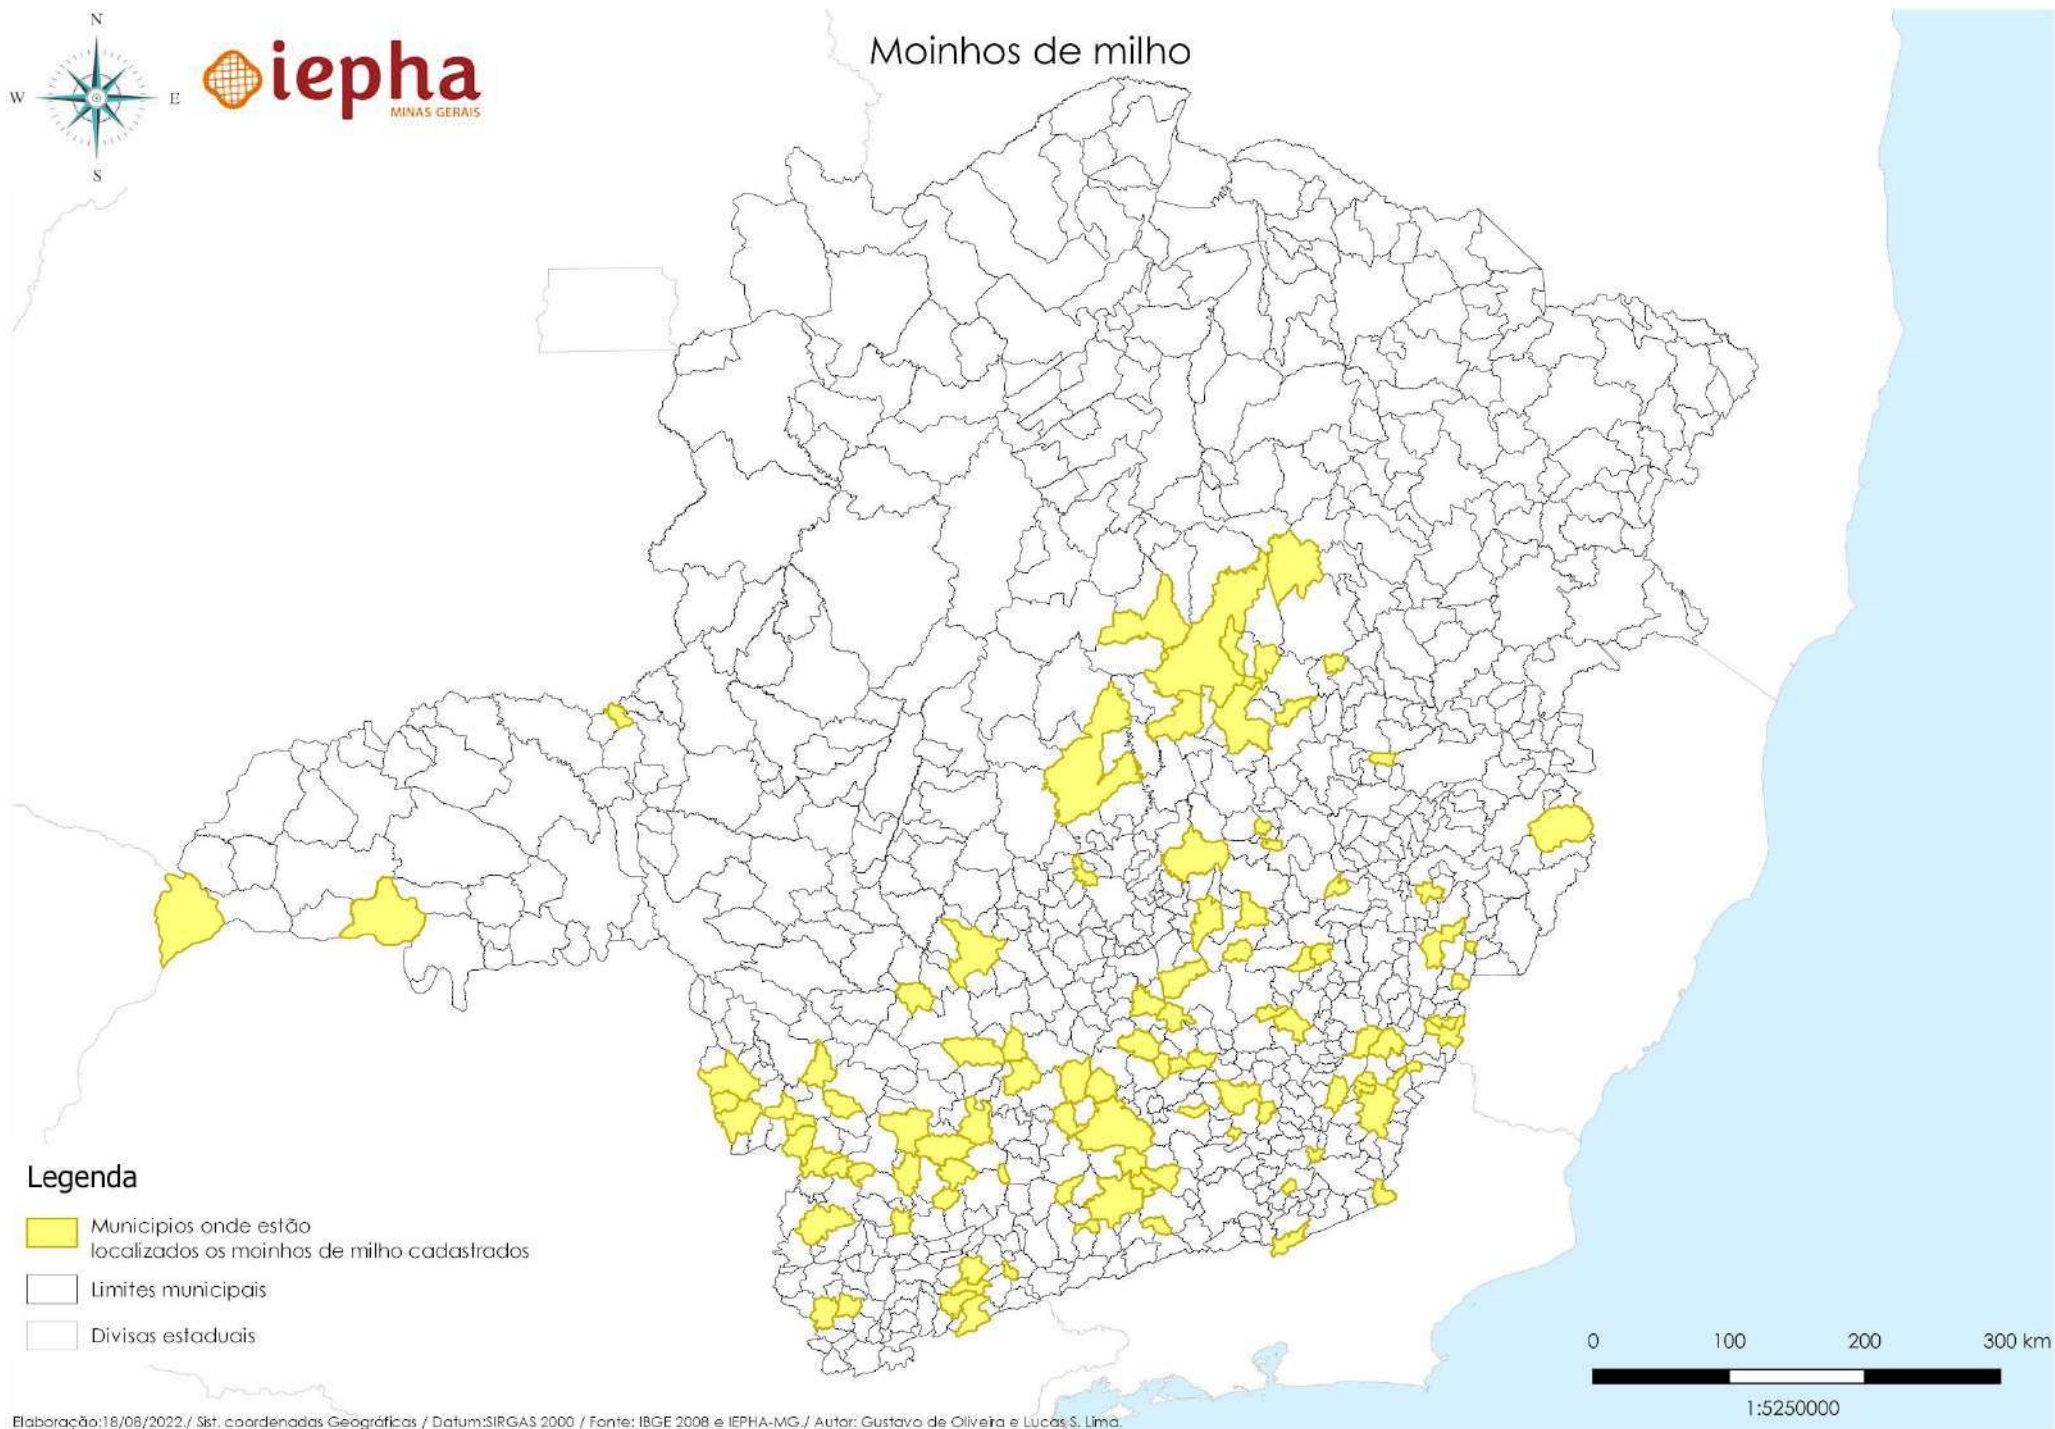 N
W
E
S
iepha
MINAS GERAIS
Moinhos de milho
Legenda
Municipios onde estão
localizados os moinhos de milho cadastrados
Limites municipais
Divisas estaduais
0 100 200 300 km
1:5250000
Elaboração:18/08/2022./ Sist. coordenadas Geográficas / Datum:SIRGAS 2000 / Fonte: IBGE 2008 e IEPHA-MG./ Autor: Gustavo de Oliveira e Lucas S. Lima.